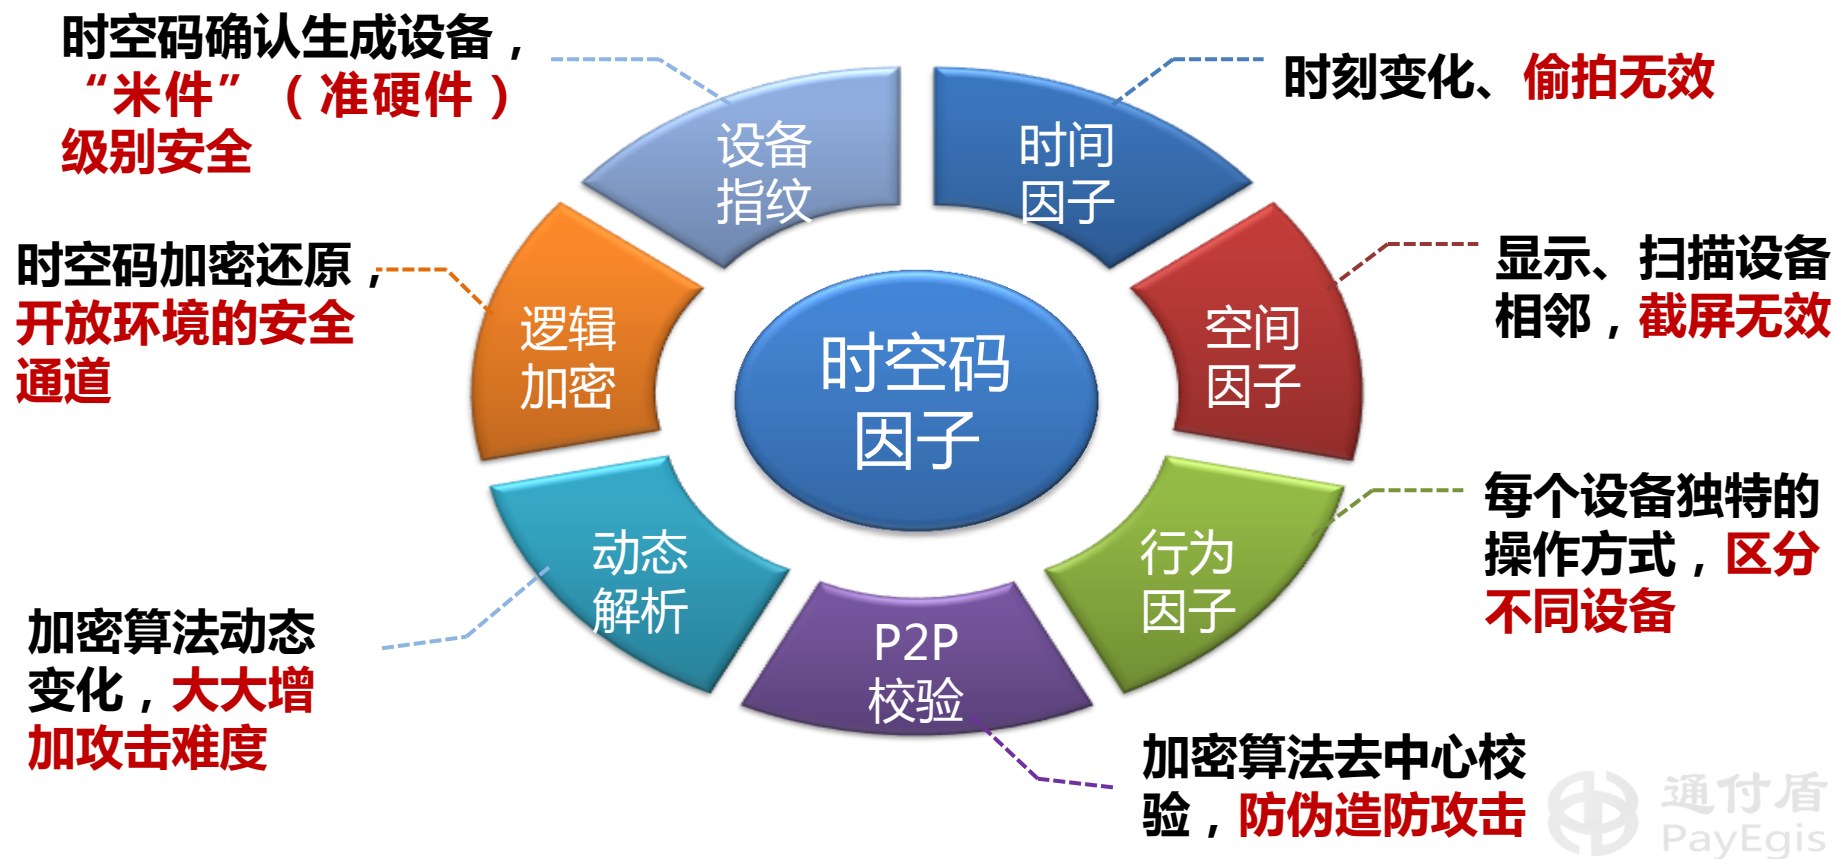 时空码确认生成设备，
“米件”（准硬件）
级别安全
时刻变化、偷拍无效
设备
指纹
时间
因子
时空码加密还原，
开放环境的安全
通道
显示、扫描设备
相邻，截屏无效
逻辑
加密
空间
因子
时空码
因子
每个设备独特的
操作方式，区分
不同设备
动态
解析
行为
因子
加密算法动态
变化，大大增
加攻击难度
P2P
校验
加密算法去中心校
验，防伪造防攻击
通付盾
PayEgis